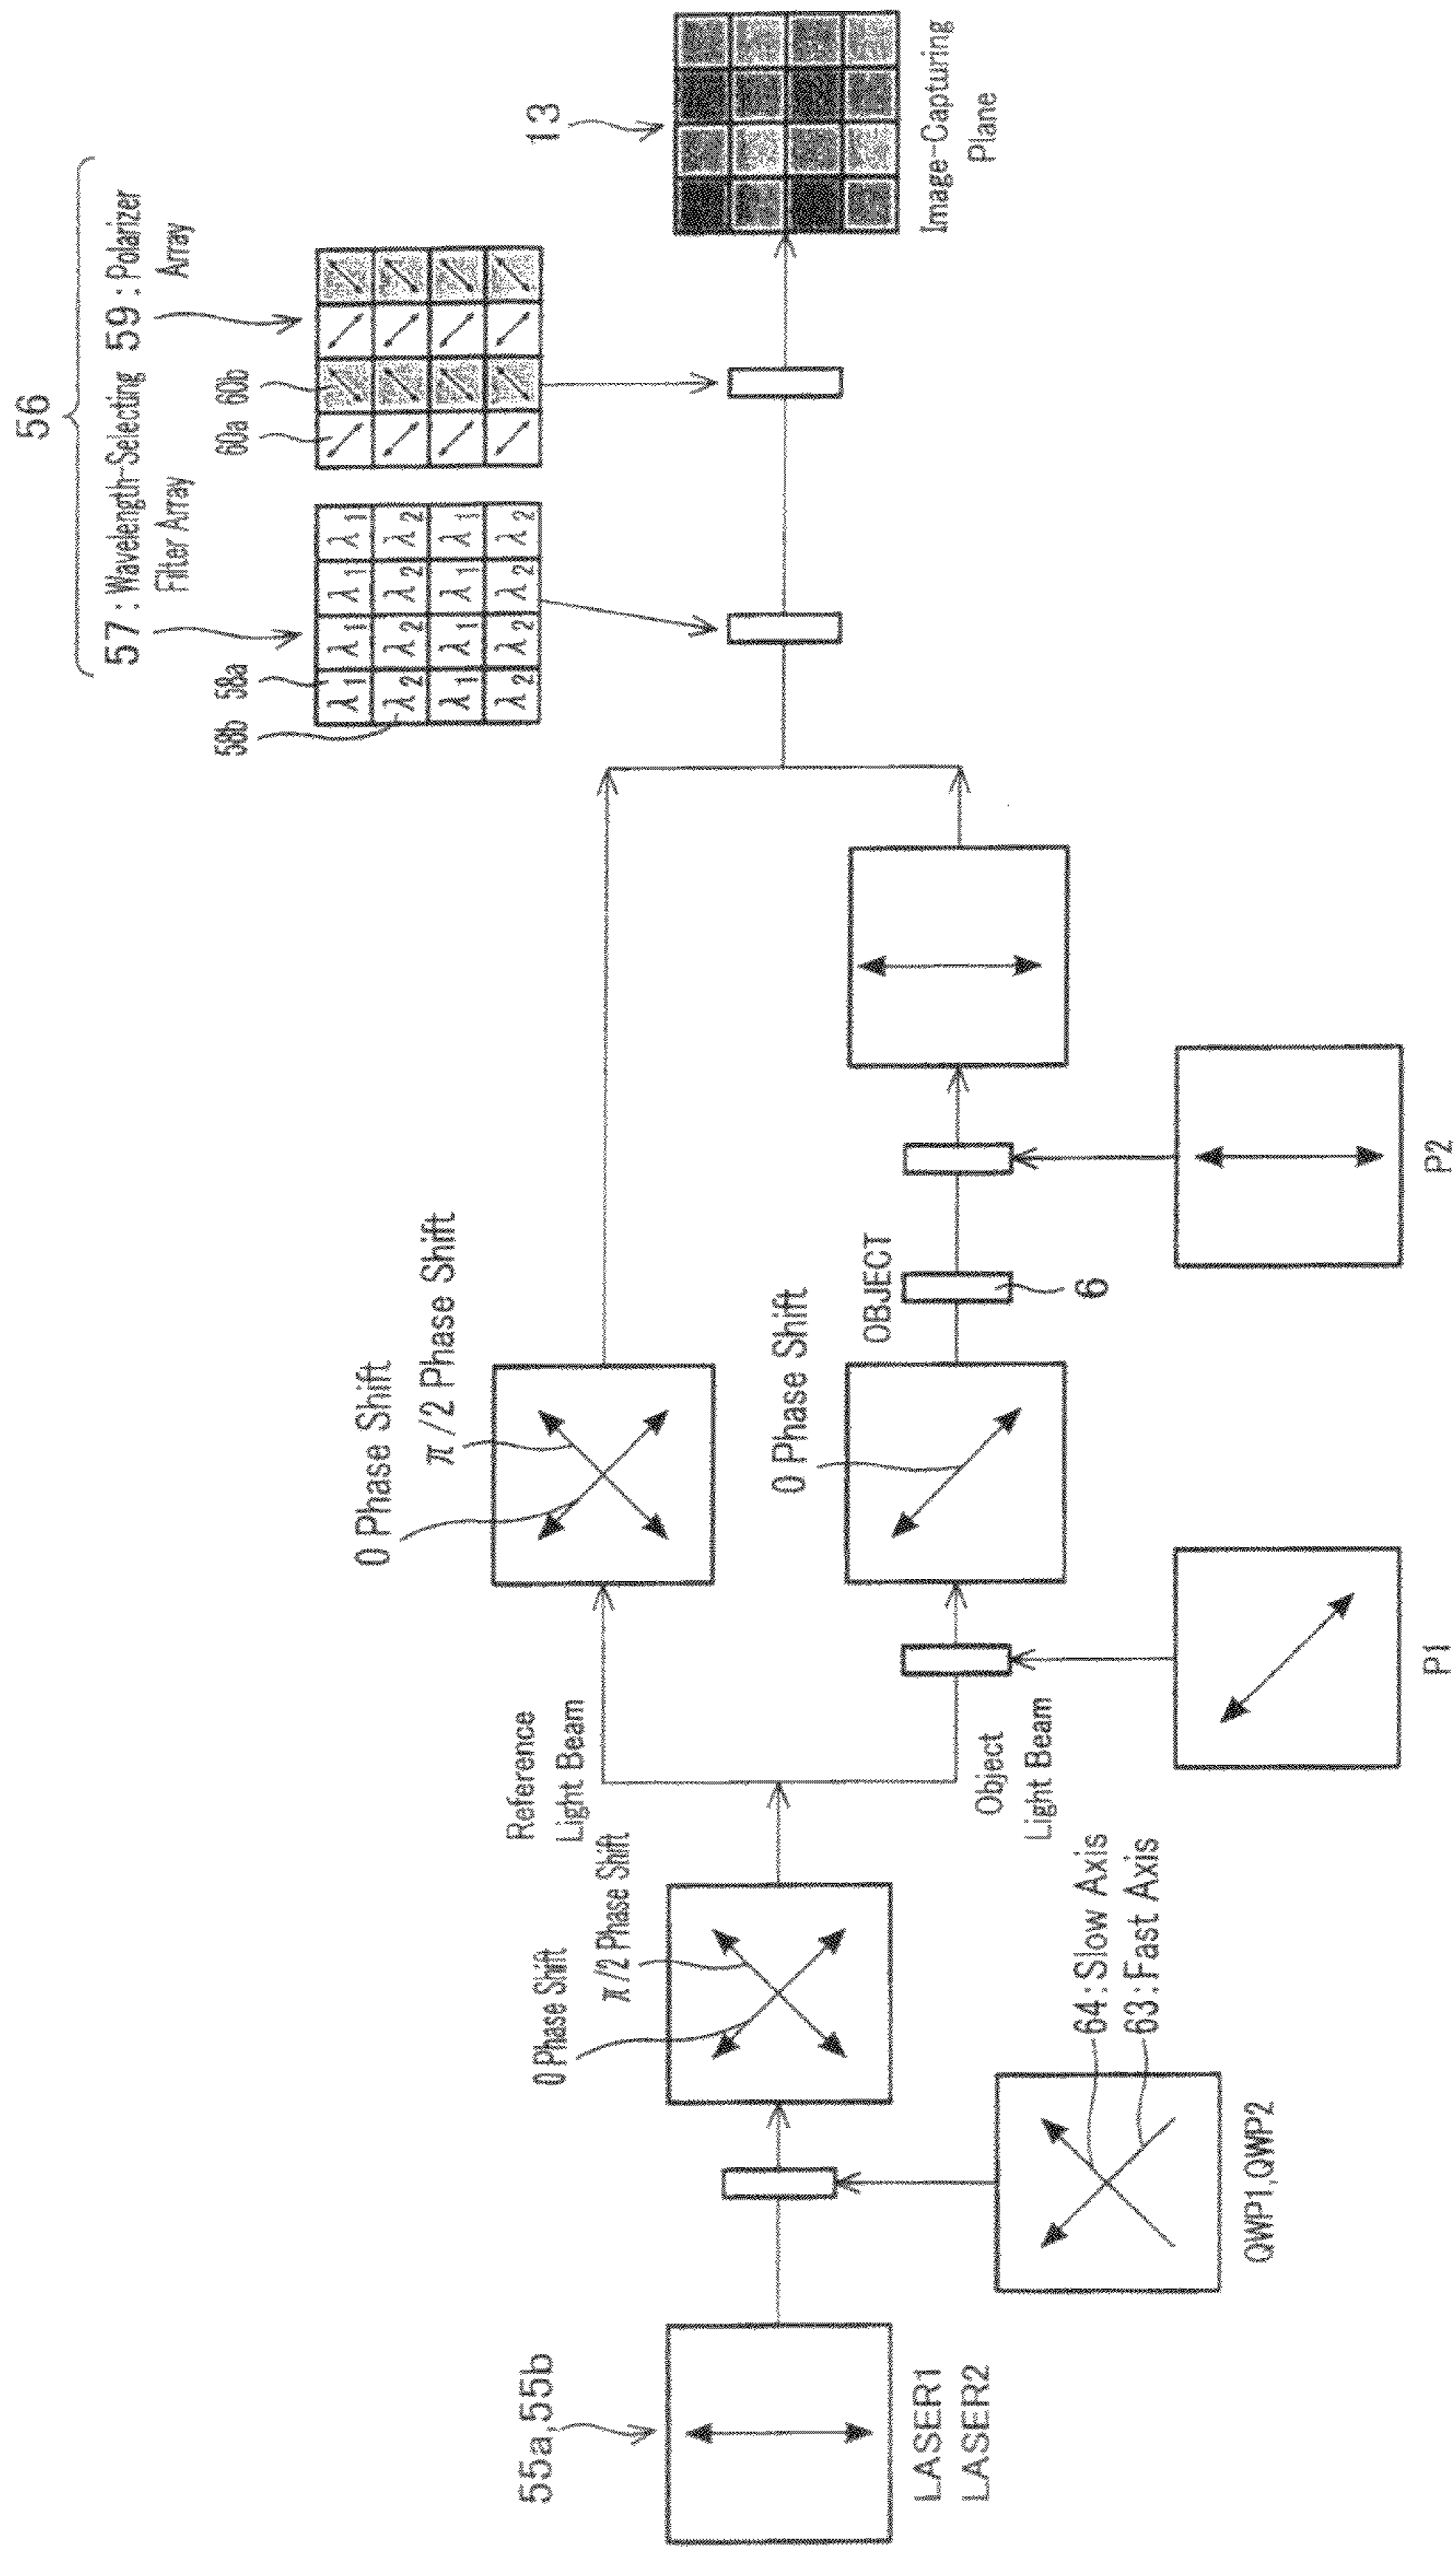 56
57 : Wavelength-Selecting
Filter Array
59 : Polarizer
Array
58b 58a
60a 60b
λ1 λ1 λ1 λ1
λ2 λ2 λ2 λ2
λ1 λ1 λ1 λ1
λ2 λ2 λ2 λ2
13
Image-Capturing
Plane
0 Phase Shift
π/2 Phase Shift
Reference
Light Beam
0 Phase Shift
OBJECT
6
0 Phase Shift
π/2 Phase Shift
Object
Light Beam
55a,55b
LASER1
LASER2
64:Slow Axis
63:Fast Axis
QWP1,QWP2
P1
P2